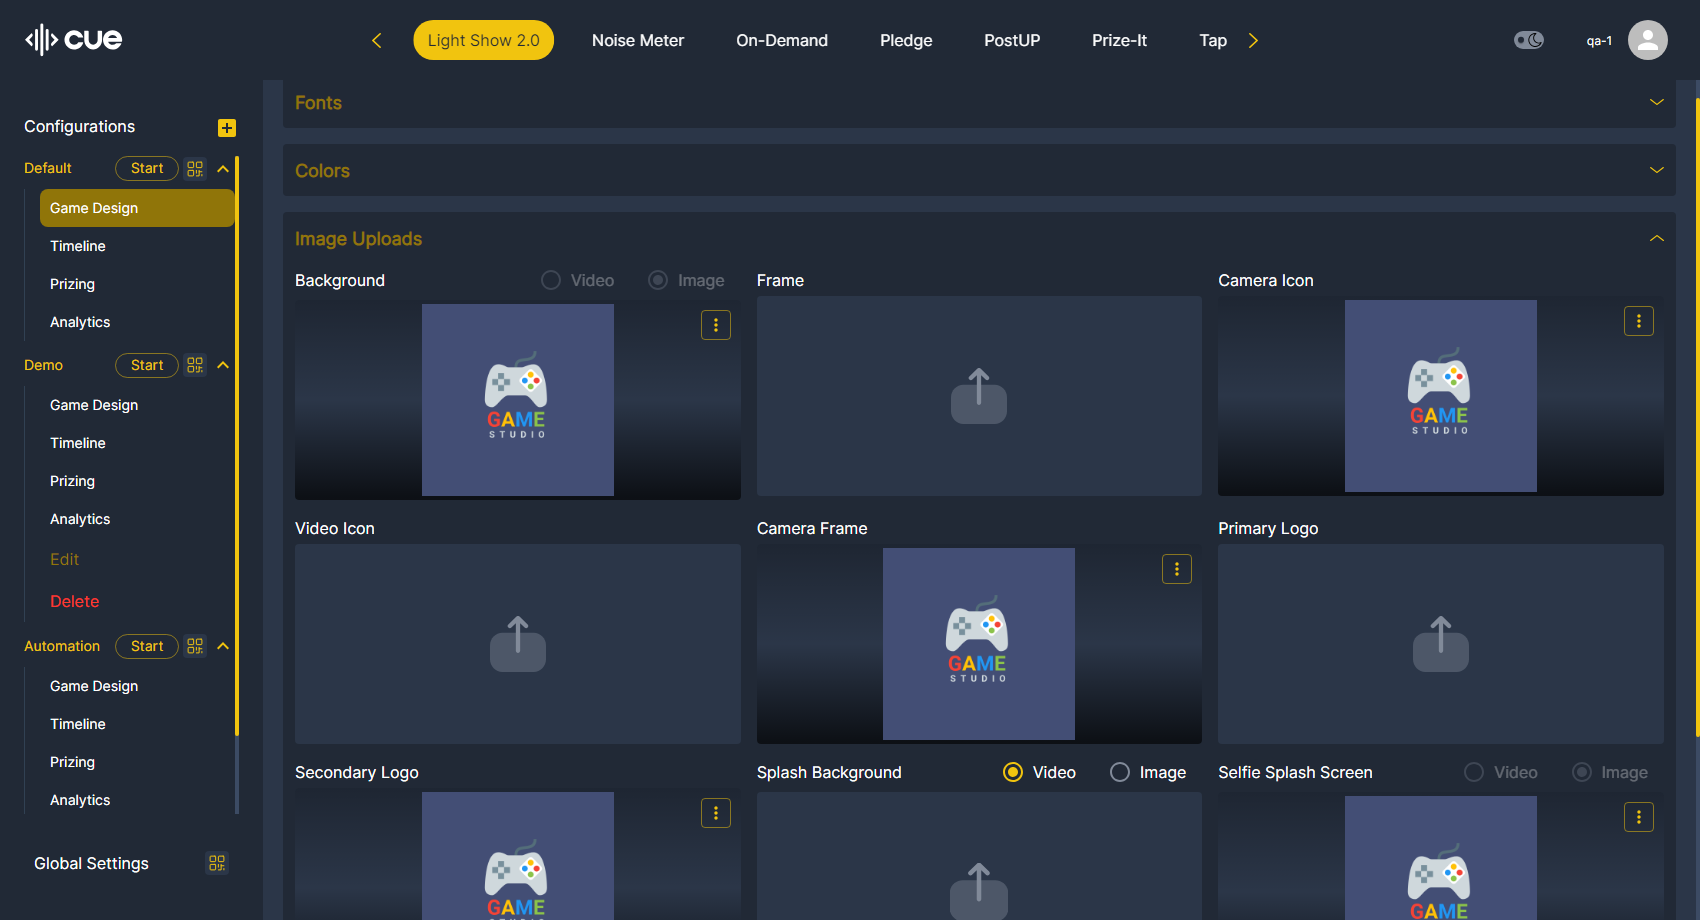 cue
Light Show 2.0
Noise Meter
On-Demand
Pledge
PostUP
Prize-It
Tap
qa-1
Configurations
Default
Start
Game Design
Timeline
Prizing
Analytics
Demo
Start
Game Design
Timeline
Prizing
Analytics
Edit
Delete
Automation
Start
Game Design
Timeline
Prizing
Analytics
Global Settings
Fonts
Colors
Image Uploads
Background
Video
Image
Frame
Camera Icon
GAME
STUDIO
GAME
STUDIO
Video Icon
Camera Frame
Primary Logo
GAME
STUDIO
Secondary Logo
Splash Background
Video
Image
Selfie Splash Screen
Video
Image
GAME
GAME